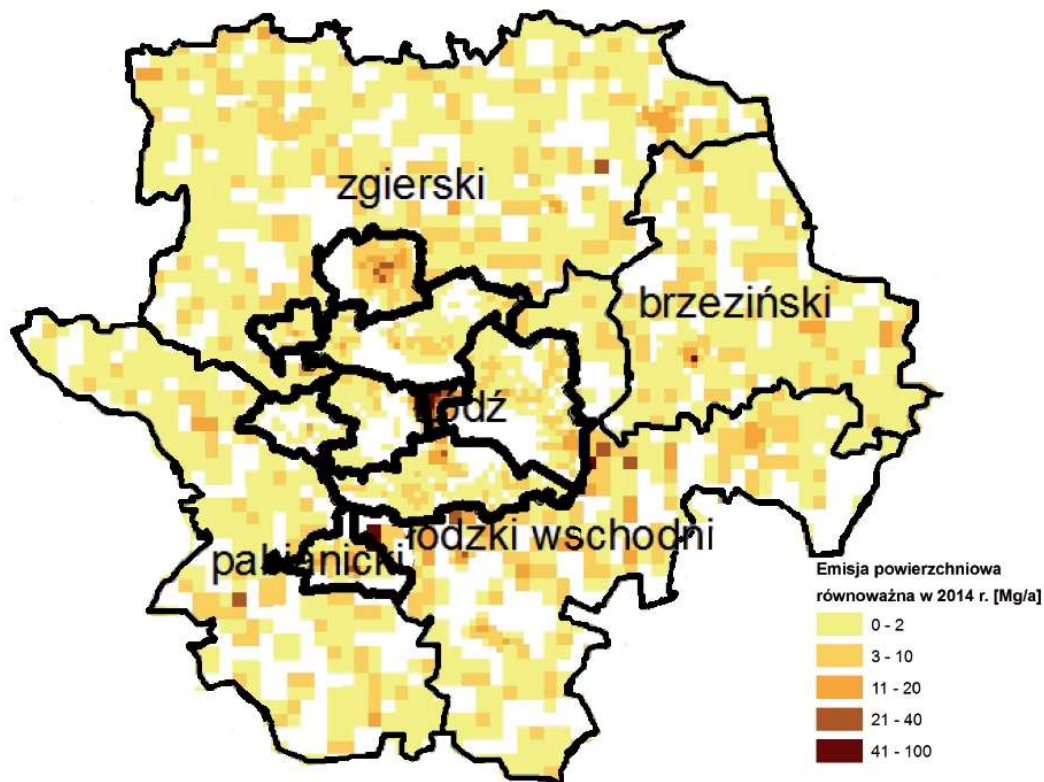 zgierski
brzeziński
łódź
łódzki wschodni
pabianicki
Emisja powierzchniowa
równoważna w 2014 r. [Mg/a]
0 - 2
3 - 10
11 - 20
21 - 40
41 - 100